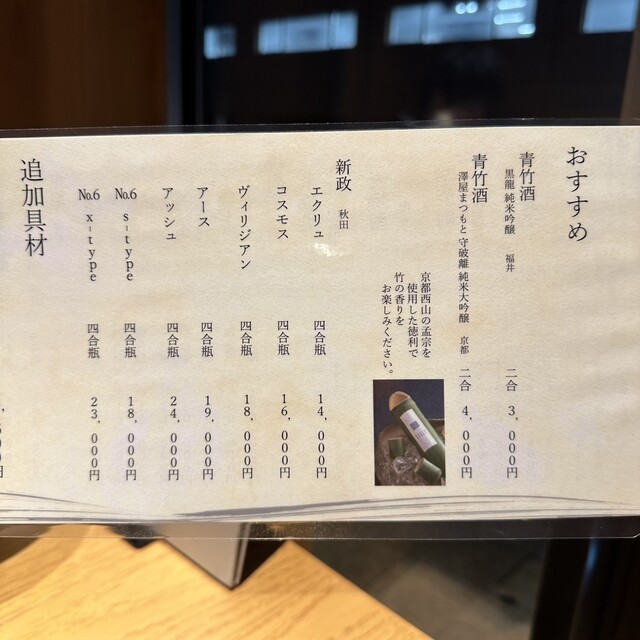 おすすめ
青竹酒
黒龍 純米吟醸 福井
二合 3,000円
青竹酒
澤屋まつもと 守破離 純米大吟醸 京都
二合 4,000円
京都西山の孟宗を
使用した徳利で
竹の香りを
お楽しみください。
新政 秋田
エクリュ 四合瓶 14,000円
コスモス 四合瓶 16,000円
ヴィリジアン 四合瓶 18,000円
アース 四合瓶 19,000円
アッシュ 四合瓶 24,000円
№6 s-type 四合瓶 18,000円
№6 x-type 四合瓶 23,000円
追加具材